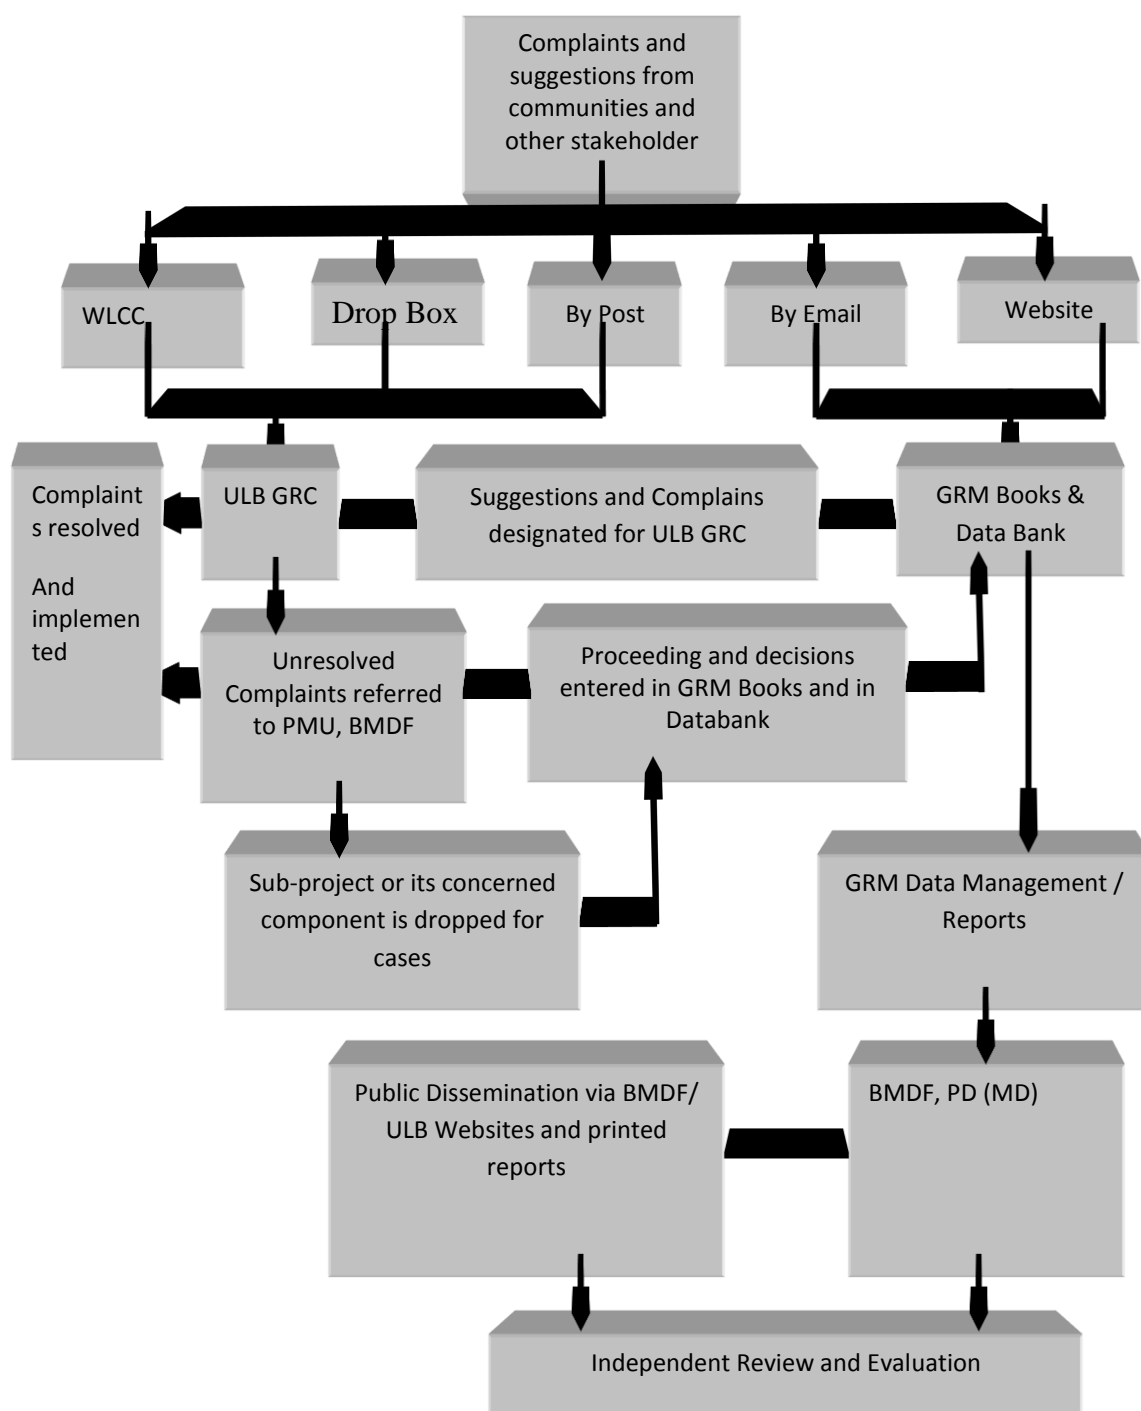 Complaints and
suggestions from
communities and
other stakeholder
WLCC
Drop Box
By Post
By Email
Website
Complaint
s resolved
And
implemen
ted
ULB GRC
Suggestions and Complains
designated for ULB GRC
GRM Books &
Data Bank
Unresolved
Complaints referred
to PMU, BMDF
Proceeding and decisions
entered in GRM Books and in
Databank
Sub-project or its concerned
component is dropped for
cases
GRM Data Management /
Reports
Public Dissemination via BMDF/
ULB Websites and printed
reports
BMDF, PD (MD)
Independent Review and Evaluation